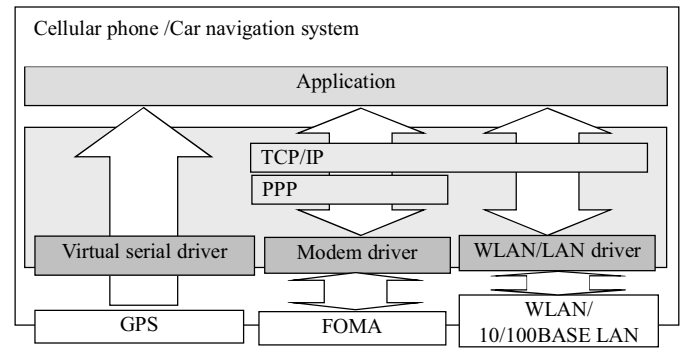 Cellular phone /Car navigation system
Application
TCP/IP
PPP
Virtual serial driver
Modem driver
WLAN/LAN driver
GPS
FOMA
WLAN/
10/100BASE LAN